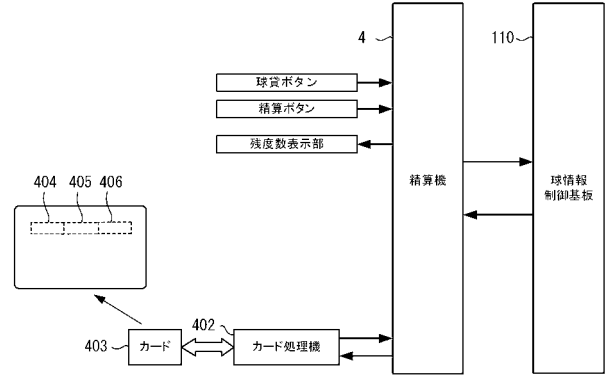 4
110
球貸ボタン
精算ボタン
残度数表示部
精算機
球情報
制御基板
404 405 406
402
403
カード
カード処理機